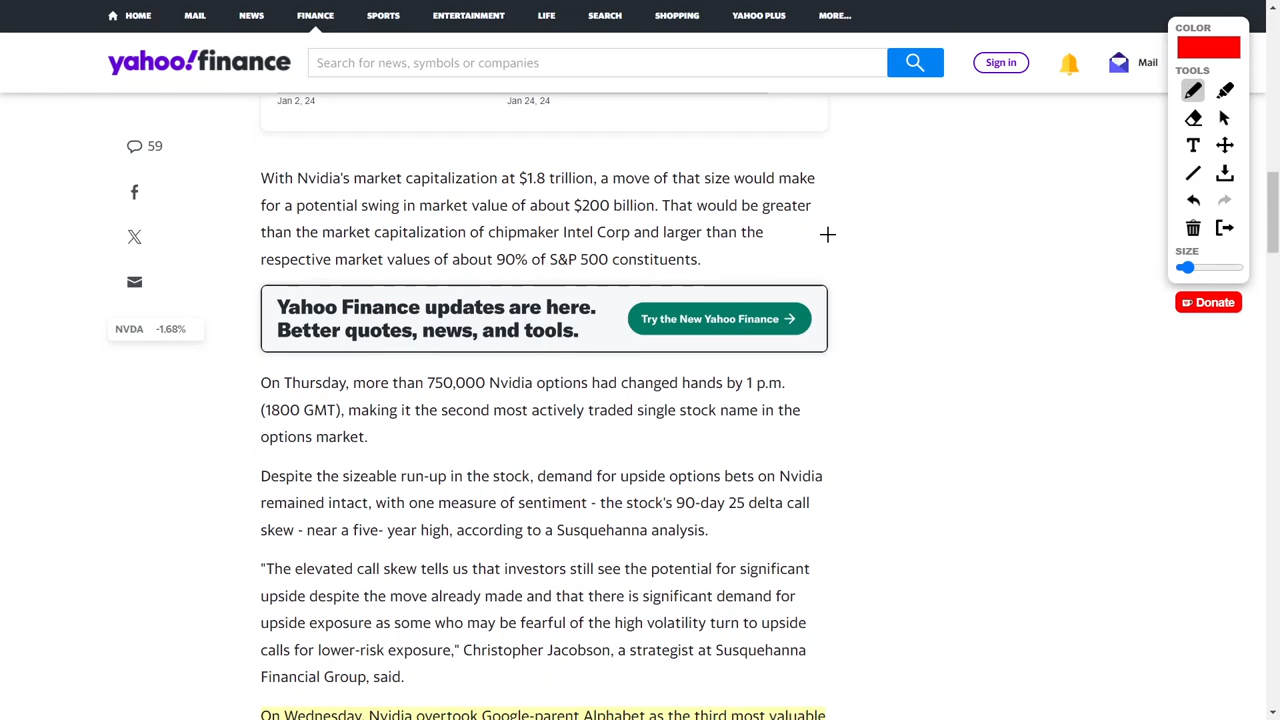 HOME MAIL NEWS FINANCE SPORTS ENTERTAINMENT LIFE SEARCH SHOPPING YAHOO PLUS MORE...
yahoo!finance
Search for news, symbols or companies
Sign in
Mail
Jan 2, 24 Jan 24, 24
59
NVDA -1.68%
With Nvidia's market capitalization at $1.8 trillion, a move of that size would make
for a potential swing in market value of about $200 billion. That would be greater
than the market capitalization of chipmaker Intel Corp and larger than the
respective market values of about 90% of S&P 500 constituents.
Yahoo Finance updates are here.
Better quotes, news, and tools.
Try the New Yahoo Finance
On Thursday, more than 750,000 Nvidia options had changed hands by 1 p.m.
(1800 GMT), making it the second most actively traded single stock name in the
options market.
Despite the sizeable run-up in the stock, demand for upside options bets on Nvidia
remained intact, with one measure of sentiment - the stock's 90-day 25 delta call
skew - near a five- year high, according to a Susquehanna analysis.
"The elevated call skew tells us that investors still see the potential for significant
upside despite the move already made and that there is significant demand for
upside exposure as some who may be fearful of the high volatility turn to upside
calls for lower-risk exposure," Christopher Jacobson, a strategist at Susquehanna
Financial Group, said.
On Wednesday, Nvidia overtook Google-parent Alphabet as the third most valuable
COLOR
TOOLS
T
SIZE
Donate